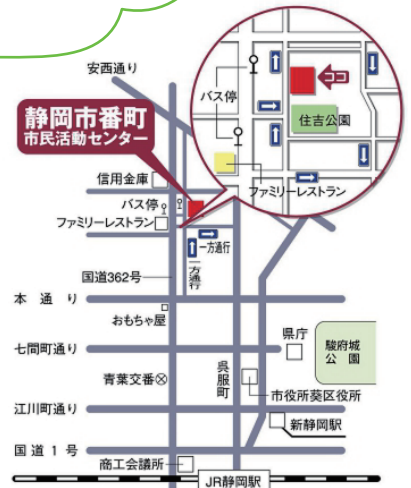 安西通り
静岡市番町
市民活動センター
バス停
ココ
住吉公園
ファミリーレストラン
信用金庫
バス停
ファミリーレストラン
一方通行
一方通行
国道362号
本通り
おもちゃ屋
七間町通り
県庁
駿府城
公園
青葉交番
呉服町
市役所葵区役所
江川町通り
新静岡駅
国道1号
商工会議所
JR静岡駅